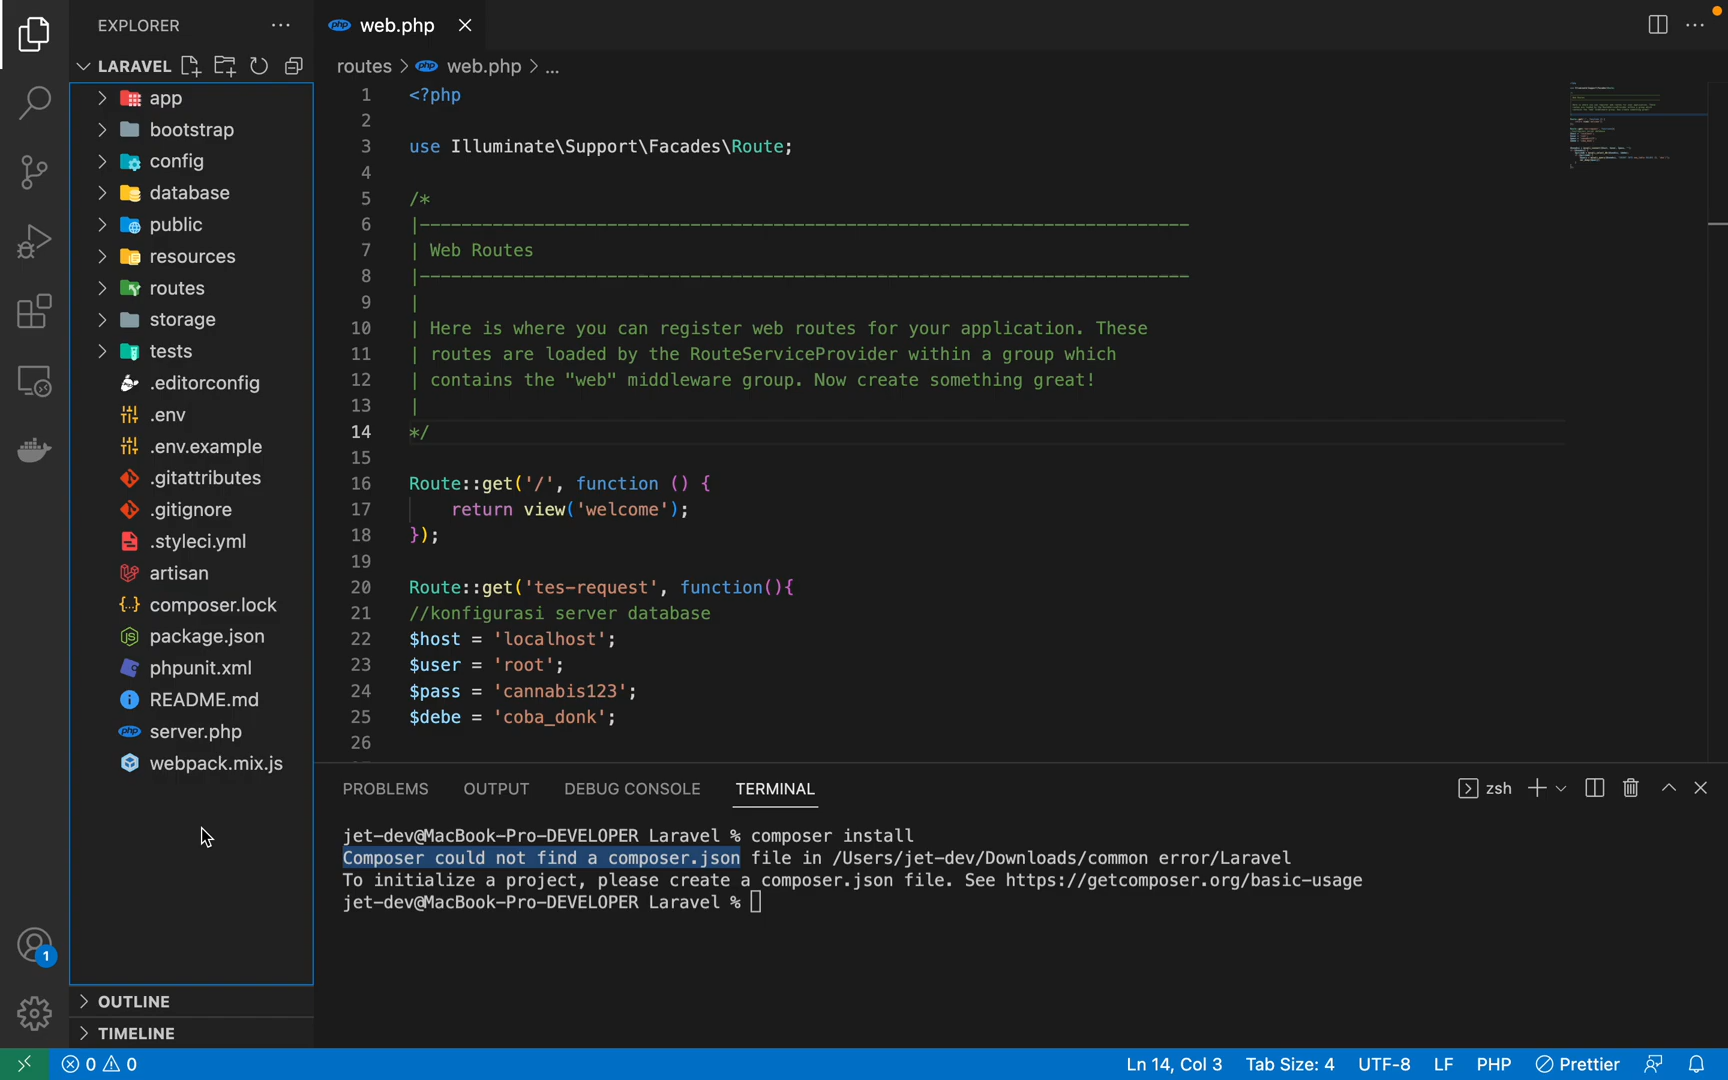 EXPLORER
LARAVEL
app
bootstrap
config
database
public
resources
routes
storage
tests
.editorconfig
.env
.env.example
.gitattributes
.gitignore
.styleci.yml
artisan
composer.lock
package.json
phpunit.xml
README.md
server.php
webpack.mix.js
OUTLINE
TIMELINE
1
php web.php
routes > php web.php > ...
1 <?php
2
3 use Illuminate\Support\Facades\Route;
4
5 /*
6 |--------------------------------------------------------------------------
7 | Web Routes
8 |--------------------------------------------------------------------------
9 |
10 | Here is where you can register web routes for your application. These
11 | routes are loaded by the RouteServiceProvider within a group which
12 | contains the "web" middleware group. Now create something great!
13 |
14 */
15
16 Route::get('/', function () {
17 return view('welcome');
18 });
19
20 Route::get('tes-request', function(){
21 //konfigurasi server database
22 $host = 'localhost';
23 $user = 'root';
24 $pass = 'cannabis123';
25 $debe = 'coba_donk';
26
PROBLEMS OUTPUT DEBUG CONSOLE TERMINAL
zsh
jet-dev@MacBook-Pro-DEVELOPER Laravel % composer install
Composer could not find a composer.json file in /Users/jet-dev/Downloads/common error/Laravel
To initialize a project, please create a composer.json file. See https://getcomposer.org/basic-usage
jet-dev@MacBook-Pro-DEVELOPER Laravel %
0 0 Ln 14, Col 3 Tab Size: 4 UTF-8 LF PHP Prettier